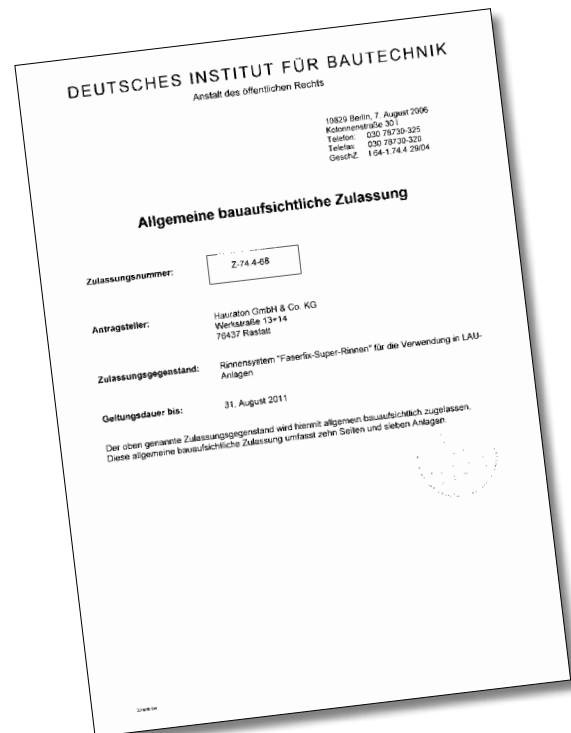 DEUTSCHES INSTITUT FÜR BAUTECHNIK
Anstalt des öffentlichen Rechts
10829 Berlin, 7. August 2006
Kolonnenstraße 30 l
Telefon: 030 78730-325
Telefax: 030 78730-320
GeschZ.: I 64-1.74.4 29/04
Allgemeine bauaufsichtliche Zulassung
Zulassungsnummer:
Z-74.4-68
Antragsteller:
Hauraton GmbH & Co. KG
Werkstraße 13+14
76437 Rastatt
Zulassungsgegenstand:
Rinnensystem "Faserfix-Super-Rinnen" für die Verwendung in LAU-
Anlagen
Geltungsdauer bis:
31. August 2011
Der oben genannte Zulassungsgegenstand wird hiermit allgemein bauaufsichtlich zugelassen.
Diese allgemeine bauaufsichtliche Zulassung umfasst zehn Seiten und sieben Anlagen.